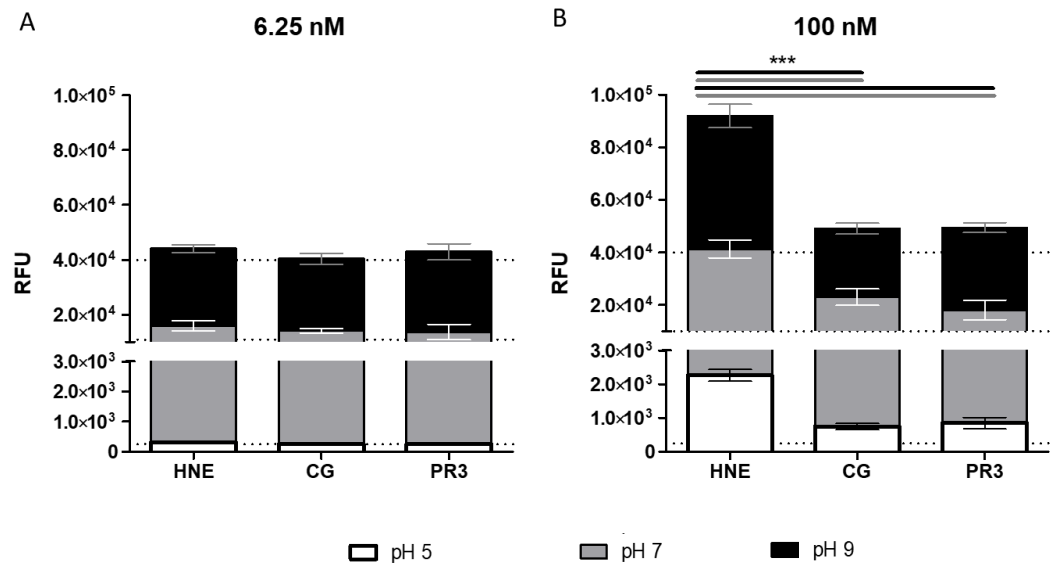 A
6.25 nM
B
100 nM
***
RFU
1.0×10⁵
8.0×10⁴
6.0×10⁴
4.0×10⁴
2.0×10⁴
3.0×10³
2.0×10³
1.0×10³
0
HNE
CG
PR3
RFU
1.0×10⁵
8.0×10⁴
6.0×10⁴
4.0×10⁴
2.0×10⁴
3.0×10³
2.0×10³
1.0×10³
0
HNE
CG
PR3
pH 5
pH 7
pH 9